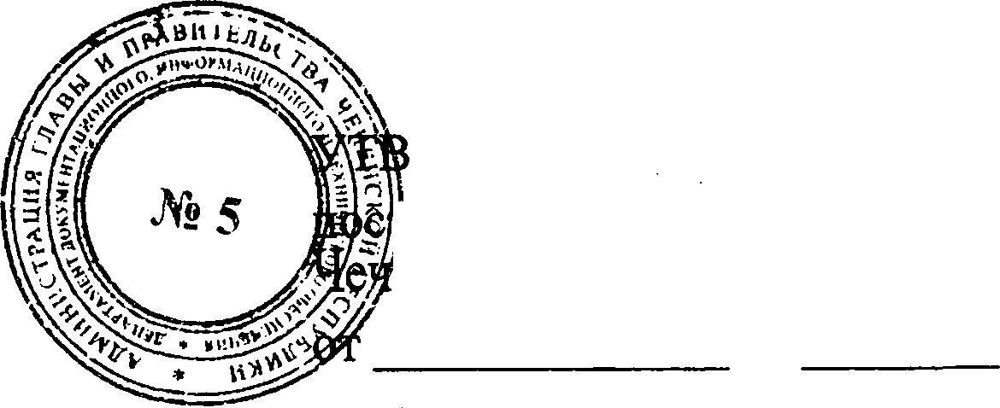 АДМИНИСТРАЦИЯ ГЛАВЫ И ПРАВИТЕЛЬСТВА ЧЕЧЕНСКОЙ РЕСПУБЛИКИ *
ДЕПАРТАМЕНТ ДОКУМЕНТАЦИОННОГО, ИНФОРМАЦИОННОГО *
№ 5
УТВ
пос
Чеч
от